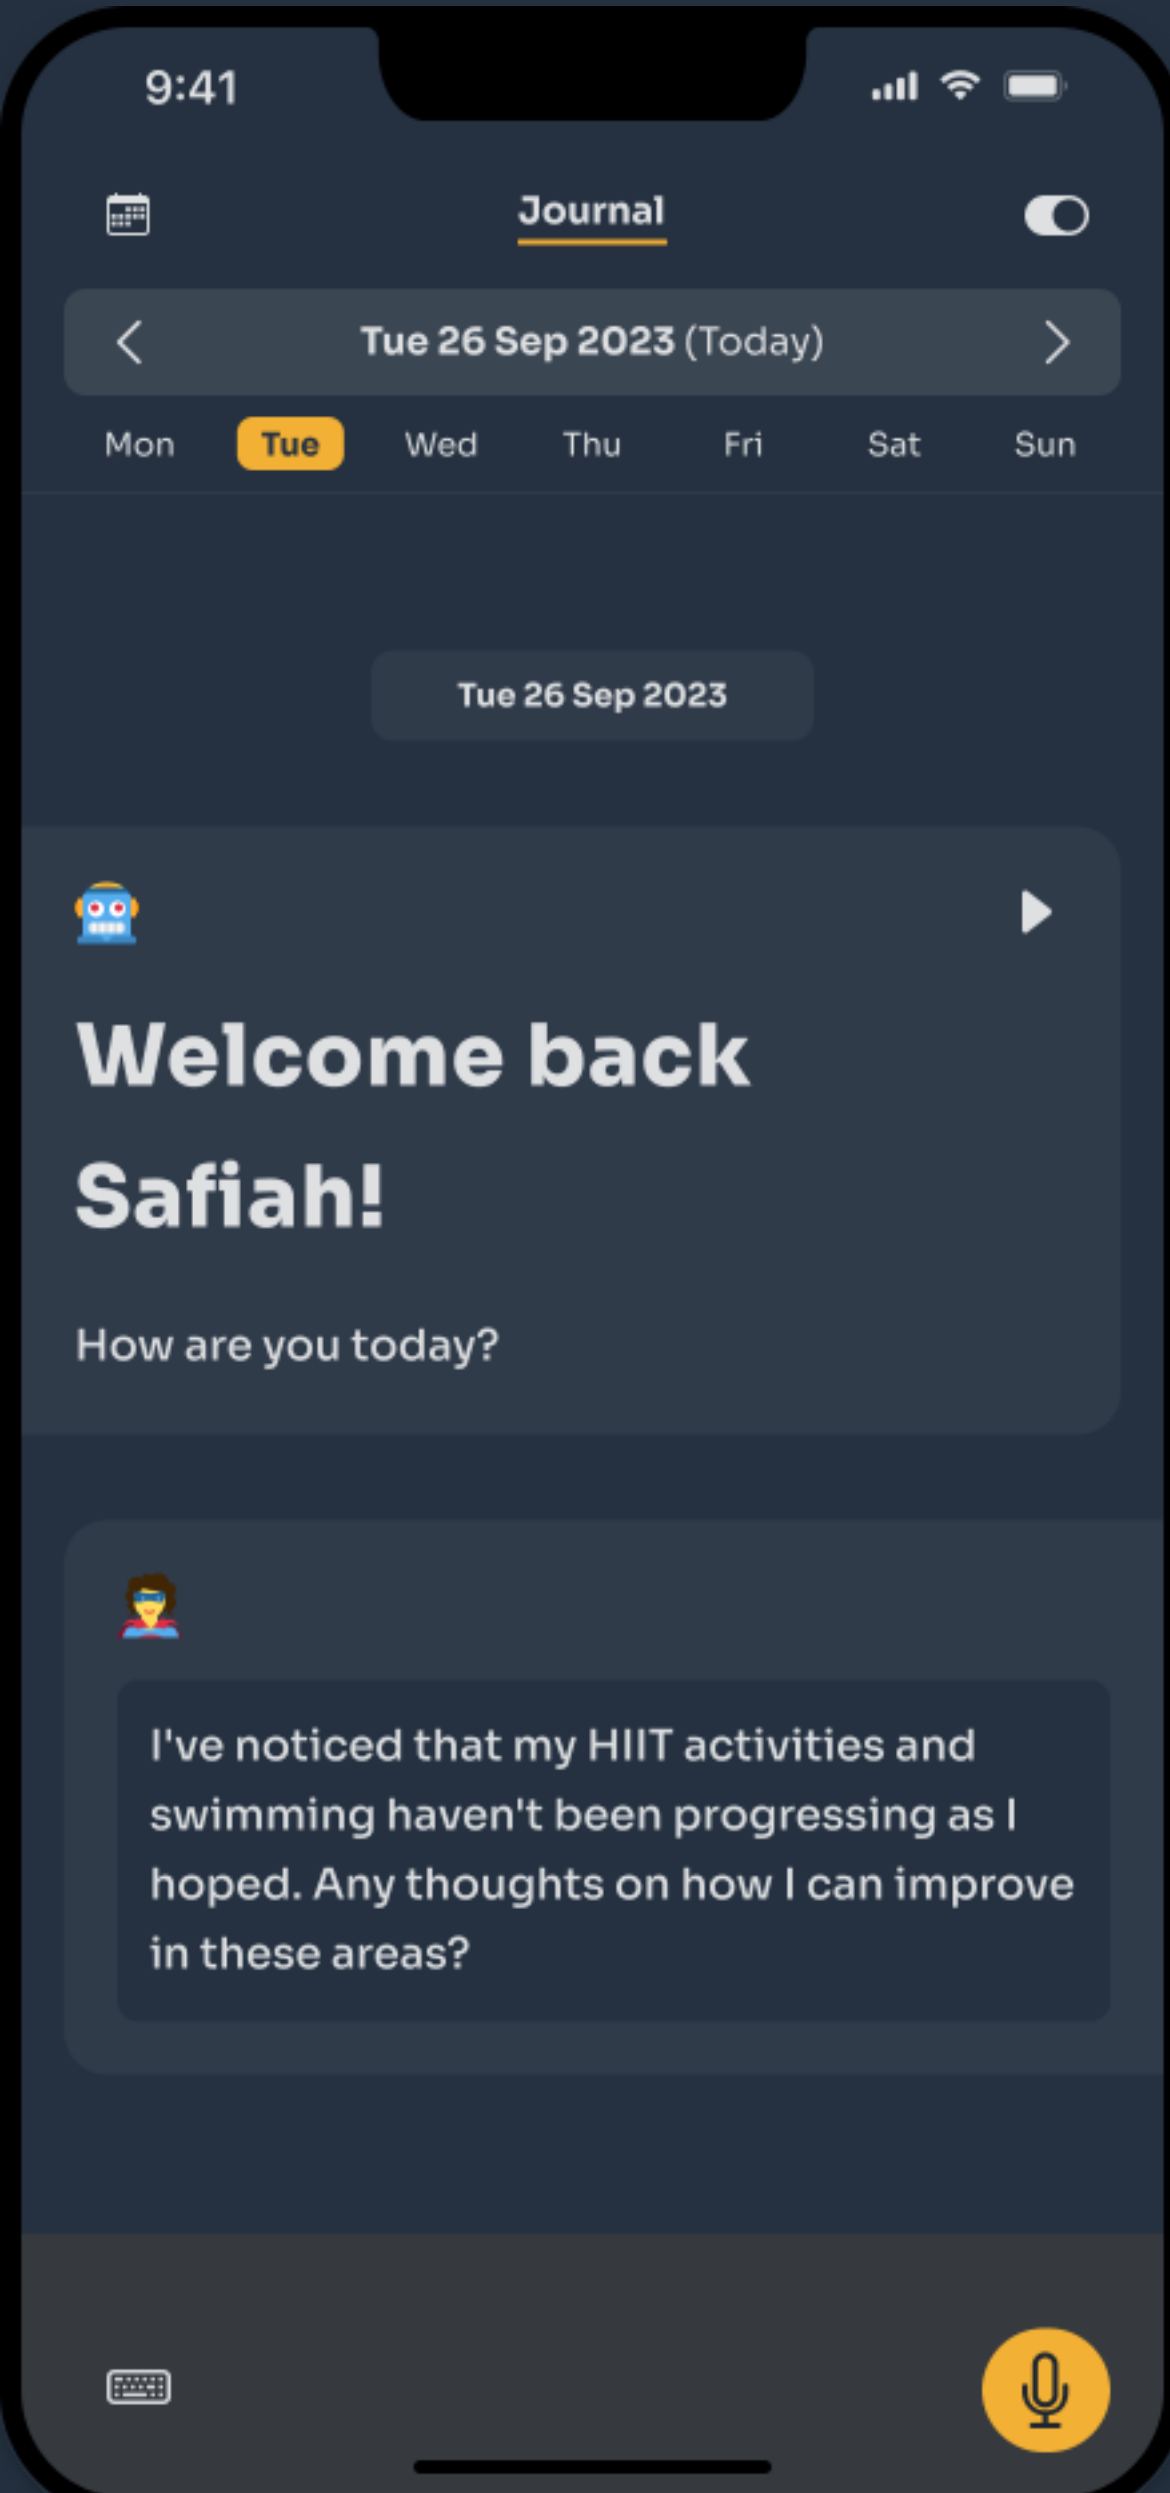 9:41
Journal
Tue 26 Sep 2023 (Today)
Mon Tue Wed Thu Fri Sat Sun
Tue 26 Sep 2023
Welcome back
Safiah!
How are you today?
I've noticed that my HIIT activities and
swimming haven't been progressing as I
hoped. Any thoughts on how I can improve
in these areas?